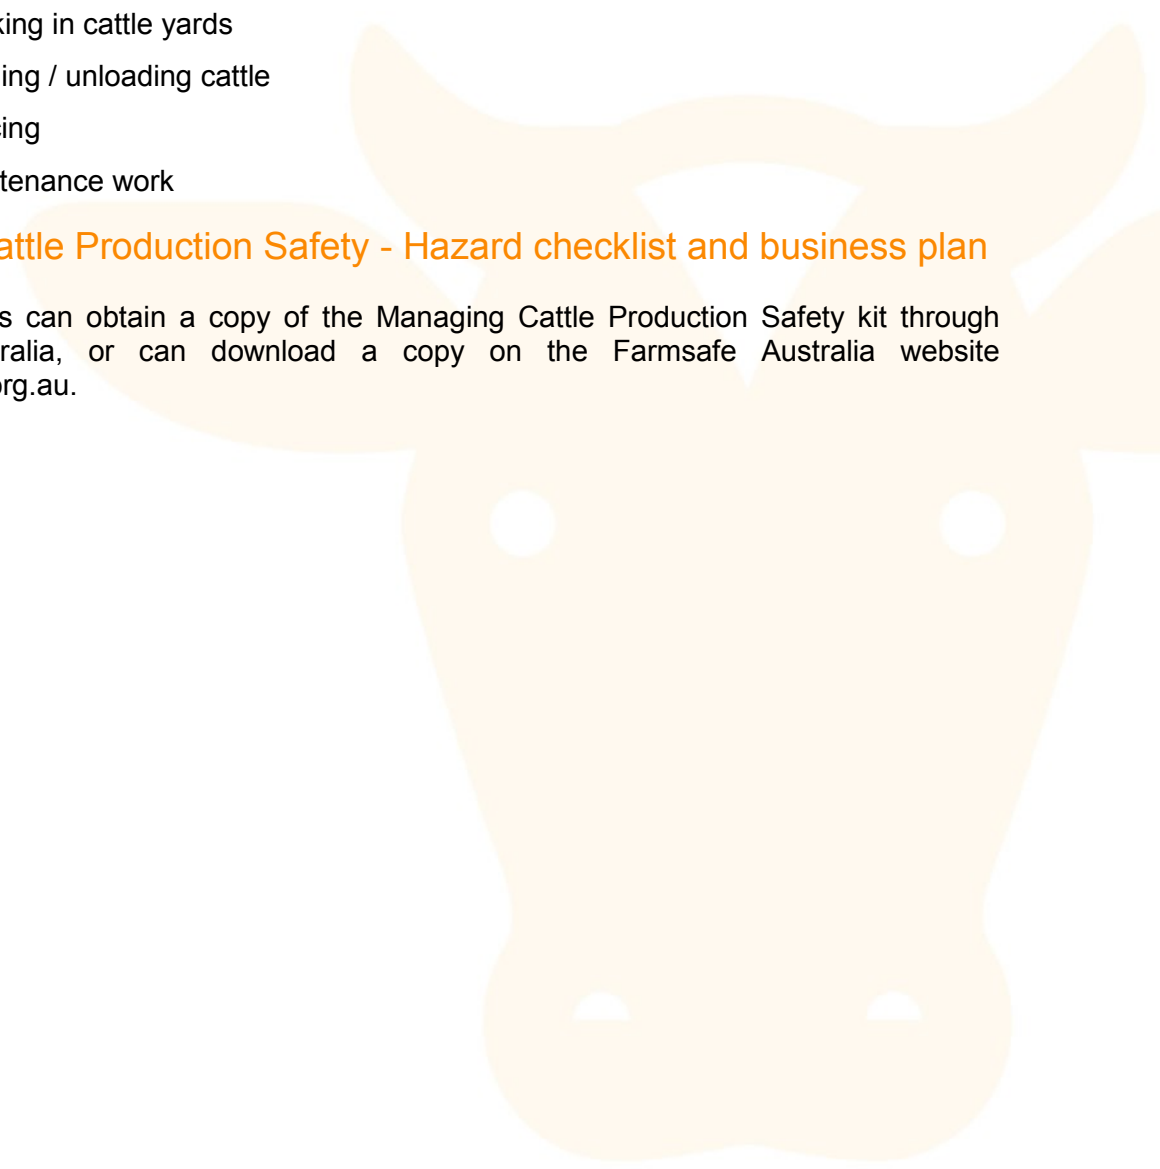 king in cattle yards
ing / unloading cattle
cing
tenance work
attle Production Safety - Hazard checklist and business plan
s can obtain a copy of the Managing Cattle Production Safety kit through
ralia, or can download a copy on the Farmsafe Australia website
org.au.